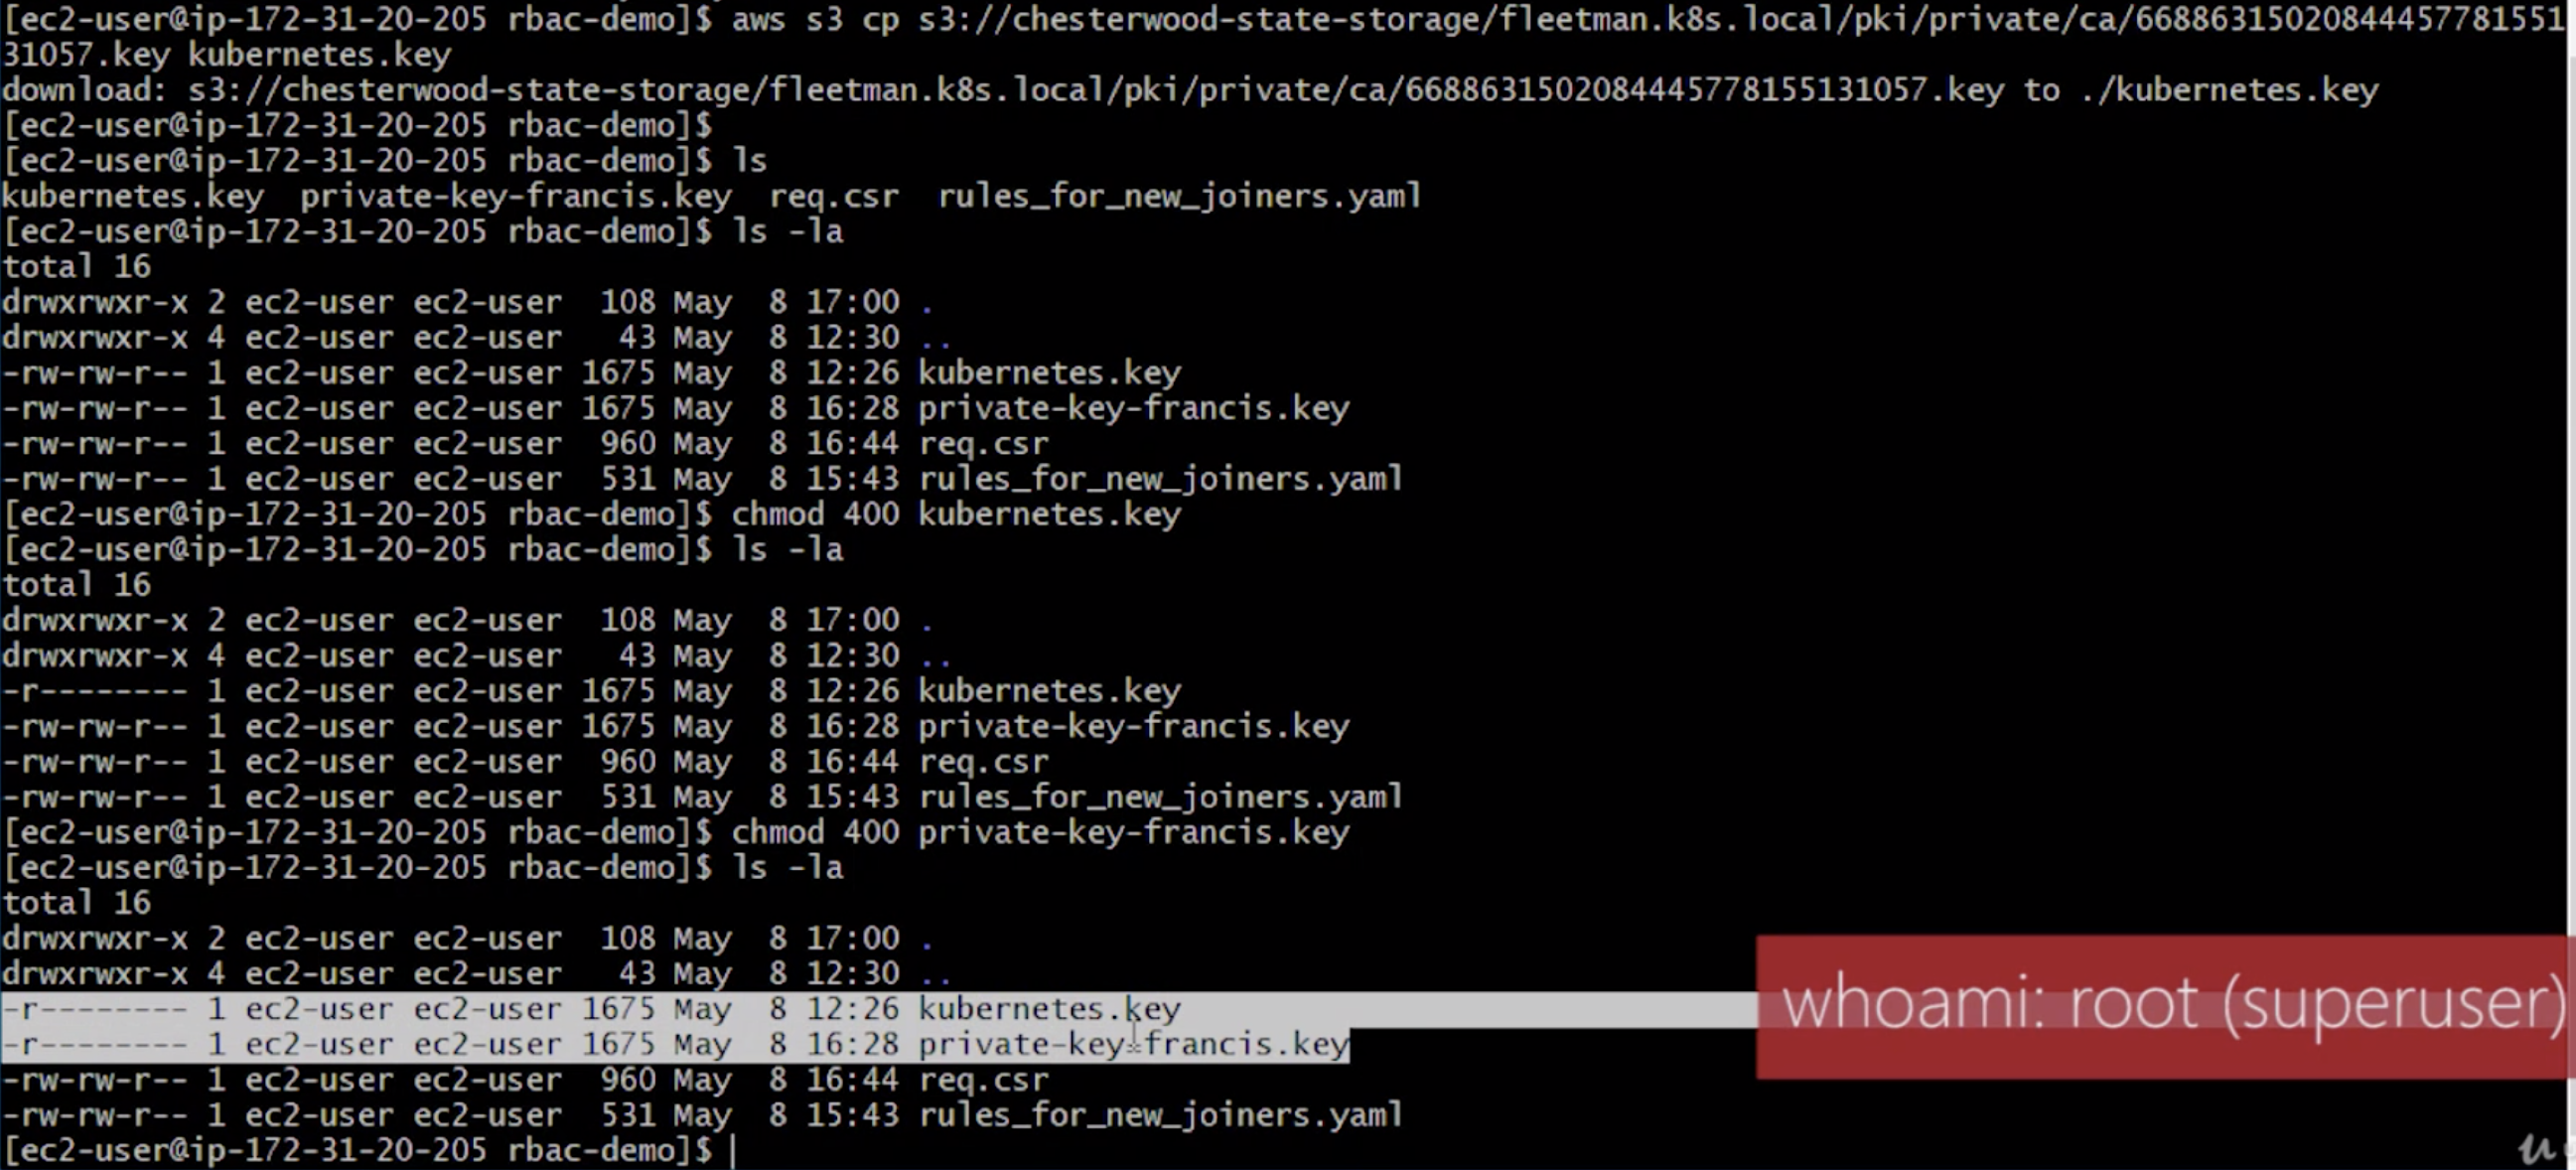 [ec2-user@ip-172-31-20-205 rbac-demo]$ aws s3 cp s3://chesterwood-state-storage/fleetman.k8s.local/pki/private/ca/66886315020844457781551
31057.key kubernetes.key
download: s3://chesterwood-state-storage/fleetman.k8s.local/pki/private/ca/6688631502084445778155131057.key to ./kubernetes.key
[ec2-user@ip-172-31-20-205 rbac-demo]$
[ec2-user@ip-172-31-20-205 rbac-demo]$ ls
kubernetes.key  private-key-francis.key  req.csr  rules_for_new_joiners.yaml
[ec2-user@ip-172-31-20-205 rbac-demo]$ ls -la
total 16
drwxrwxr-x 2 ec2-user ec2-user  108 May  8 17:00 .
drwxrwxr-x 4 ec2-user ec2-user   43 May  8 12:30 ..
-rw-rw-r-- 1 ec2-user ec2-user 1675 May  8 12:26 kubernetes.key
-rw-rw-r-- 1 ec2-user ec2-user 1675 May  8 16:28 private-key-francis.key
-rw-rw-r-- 1 ec2-user ec2-user  960 May  8 16:44 req.csr
-rw-rw-r-- 1 ec2-user ec2-user  531 May  8 15:43 rules_for_new_joiners.yaml
[ec2-user@ip-172-31-20-205 rbac-demo]$ chmod 400 kubernetes.key
[ec2-user@ip-172-31-20-205 rbac-demo]$ ls -la
total 16
drwxrwxr-x 2 ec2-user ec2-user  108 May  8 17:00 .
drwxrwxr-x 4 ec2-user ec2-user   43 May  8 12:30 ..
-r-------- 1 ec2-user ec2-user 1675 May  8 12:26 kubernetes.key
-rw-rw-r-- 1 ec2-user ec2-user 1675 May  8 16:28 private-key-francis.key
-rw-rw-r-- 1 ec2-user ec2-user  960 May  8 16:44 req.csr
-rw-rw-r-- 1 ec2-user ec2-user  531 May  8 15:43 rules_for_new_joiners.yaml
[ec2-user@ip-172-31-20-205 rbac-demo]$ chmod 400 private-key-francis.key
[ec2-user@ip-172-31-20-205 rbac-demo]$ ls -la
total 16
drwxrwxr-x 2 ec2-user ec2-user  108 May  8 17:00 .
drwxrwxr-x 4 ec2-user ec2-user   43 May  8 12:30 ..
-r-------- 1 ec2-user ec2-user 1675 May  8 12:26 kubernetes.key
whoami: root (superuser)
-r-------- 1 ec2-user ec2-user 1675 May  8 16:28 private-key-francis.key
-rw-rw-r-- 1 ec2-user ec2-user  960 May  8 16:44 req.csr
-rw-rw-r-- 1 ec2-user ec2-user  531 May  8 15:43 rules_for_new_joiners.yaml
[ec2-user@ip-172-31-20-205 rbac-demo]$